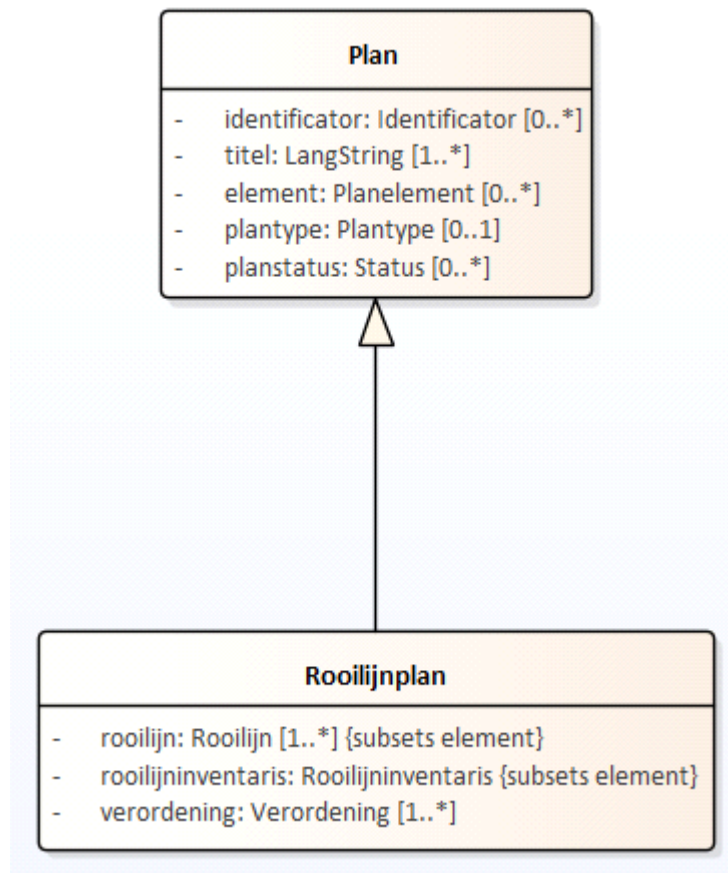 Plan
- identificator: Identificator [0..*]
- titel: LangString [1..*]
- element: Planelement [0..*]
- plantype: Plantype [0..1]
- planstatus: Status [0..*]
Rooilijnplan
- rooilijn: Rooilijn [1..*] {subsets element}
- rooilijninventaris: Rooilijninventaris {subsets element}
- verordening: Verordening [1..*]